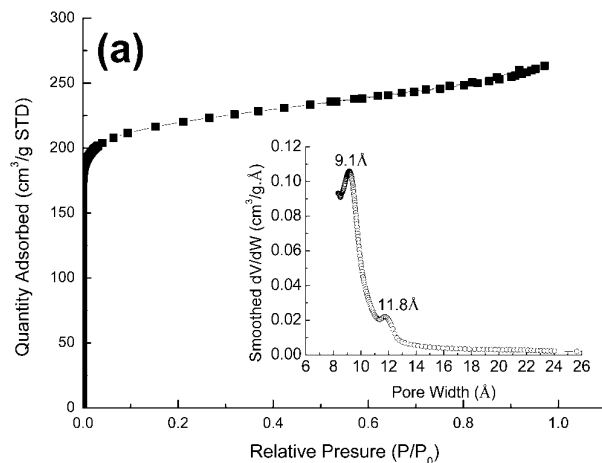 (a)
Quantity Adsorbed (cm³/g STD)
300
250
200
150
100
50
0
0.0 0.2 0.4 0.6 0.8 1.0
Relative Presure (P/P₀)
Smoothed dV/dW (cm³/g.Å)
0.12
0.10
0.08
0.06
0.04
0.02
0.00
9.1Å
11.8Å
6 8 10 12 14 16 18 20 22 24 26
Pore Width (Å)